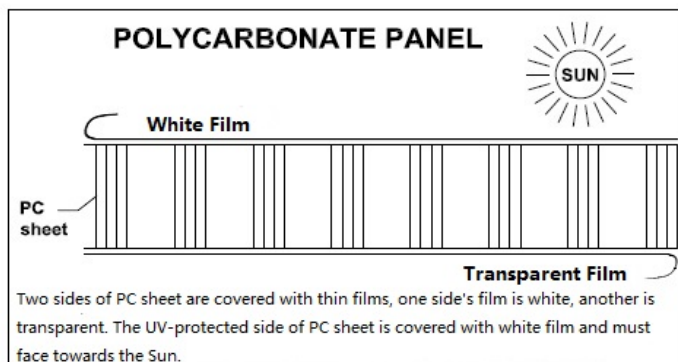 POLYCARBONATE PANEL
SUN
White Film
PC
sheet
Transparent Film
Two sides of PC sheet are covered with thin films, one side's film is white, another is
transparent. The UV-protected side of PC sheet is covered with white film and must
face towards the Sun.